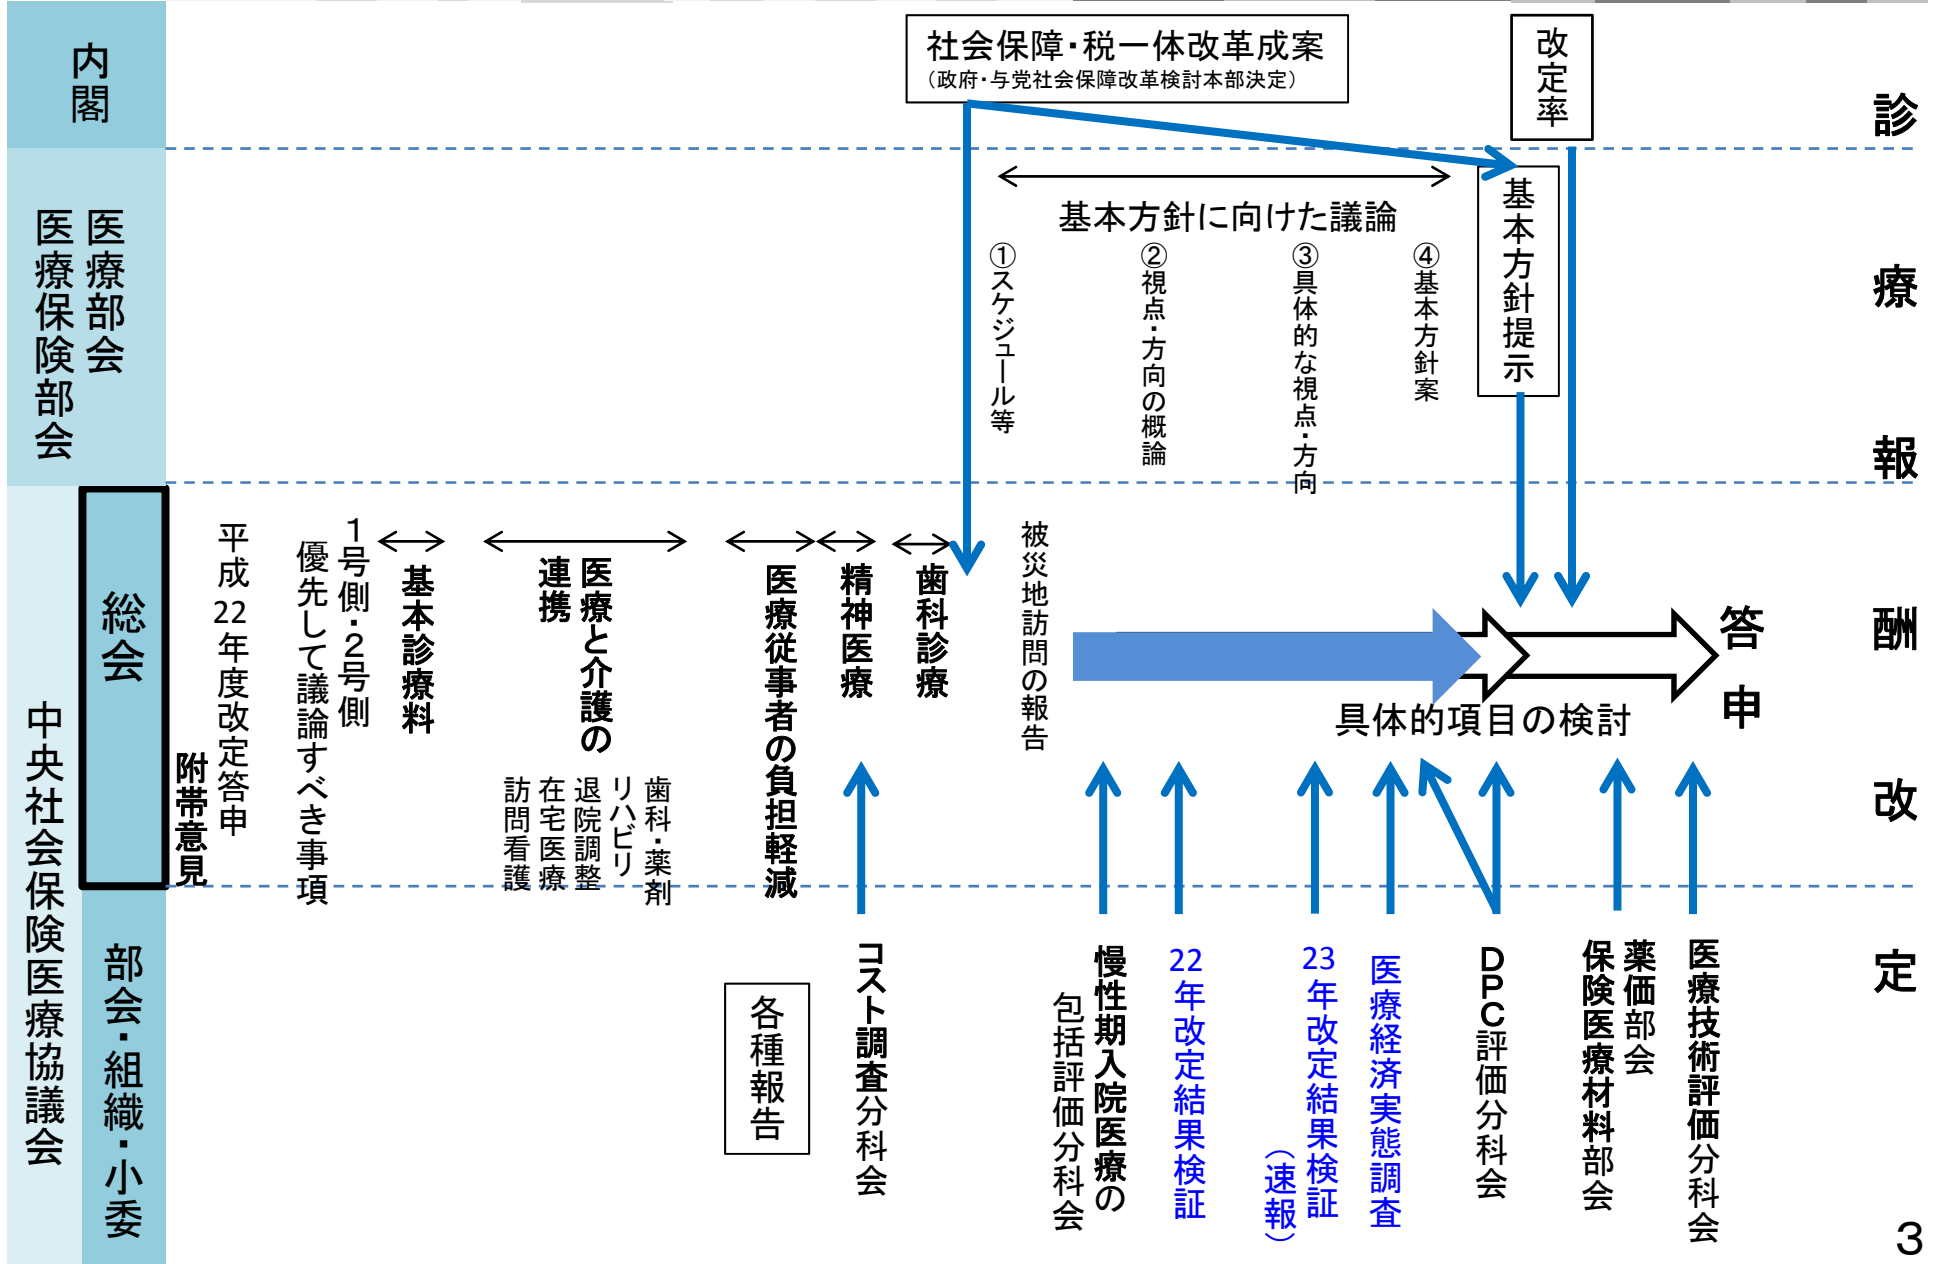 内閣
社会保障・税一体改革成案
（政府・与党社会保障改革検討本部決定）
改定率
診療報酬改定
医療部会
医療保険部会
基本方針に向けた議論
①スケジュール等
②視点・方向の概論
③具体的な視点・方向
④基本方針案
基本方針提示
中央社会保険医療協議会
総会
附帯意見
平成22年度改定答申
１号側・２号側
優先して議論すべき事項
基本診療料
医療と介護の
連携
歯科・薬剤
リハビリ
退院調整
在宅医療
訪問看護
医療従事者の負担軽減
精神医療
歯科診療
被災地訪問の報告
具体的項目の検討
答申
部会・組織・小委
各種報告
コスト調査分科会
慢性期入院医療の
包括評価分科会
22年改定結果検証
23年改定結果検証
（速報）
医療経済実態調査
ＤＰＣ評価分科会
薬価部会
保険医療材料部会
医療技術評価分科会
3